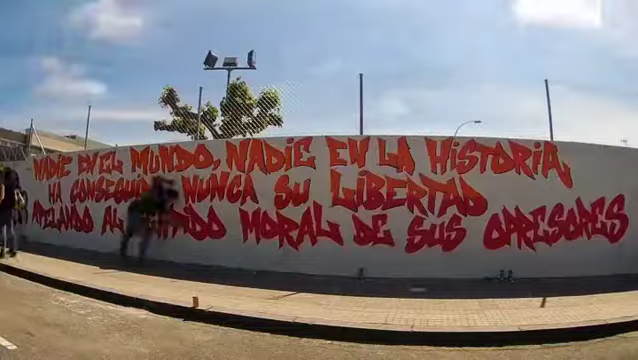 NADIE EN EL MUNDO, NADIE EN LA HISTORIA,
HA CONSEGUIDO NUNCA SU LIBERTAD
APELANDO AL MORAL DE SUS OPRESORES